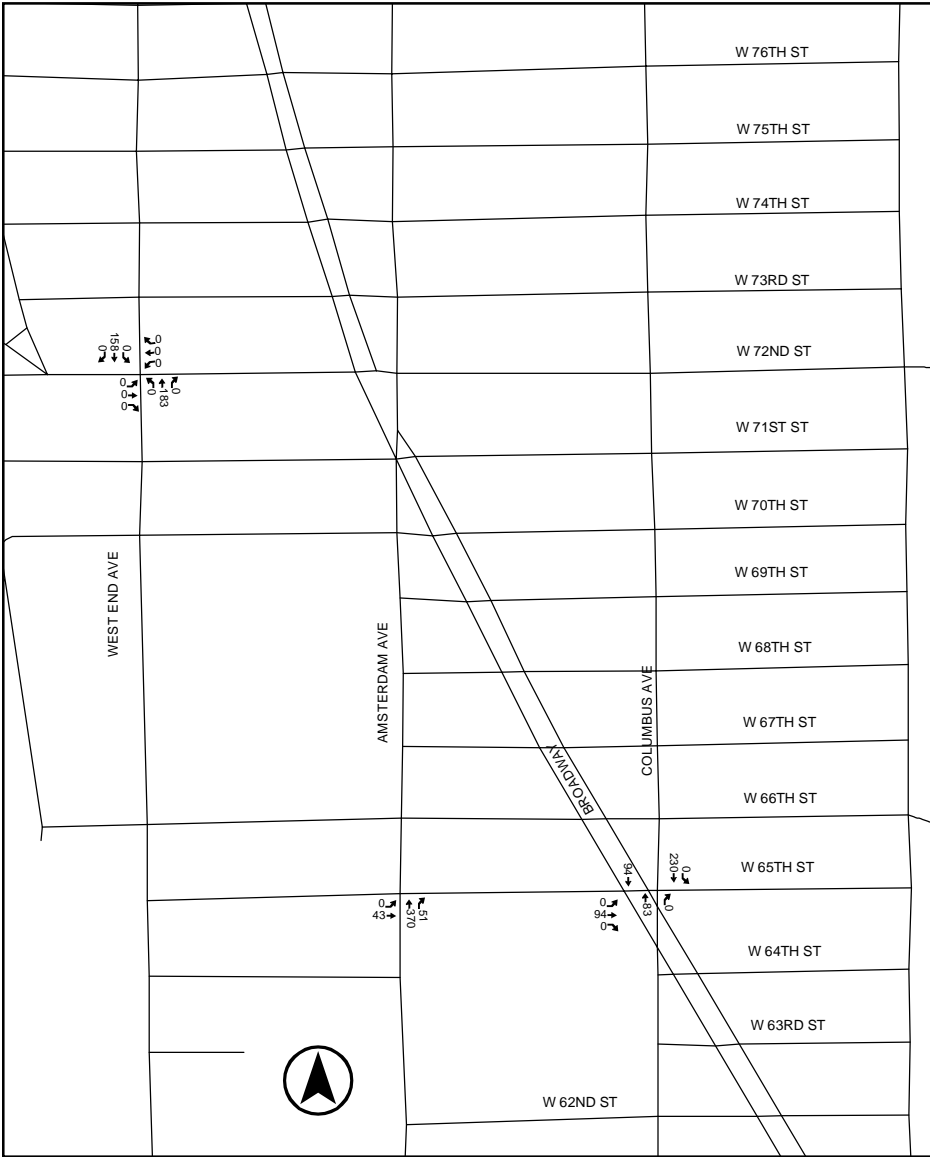 W 76TH ST
W 75TH ST
W 74TH ST
W 73RD ST
W 72ND ST
0
158
0
0
0
0
0
0
0
0
183
0
W 71ST ST
W 70TH ST
WEST END AVE
W 69TH ST
AMSTERDAM AVE
W 68TH ST
COLUMBUS AVE
W 67TH ST
BROADWAY
W 66TH ST
W 65TH ST
94
230
0
0
43
370
51
0
94
0
83
0
W 64TH ST
W 63RD ST
W 62ND ST